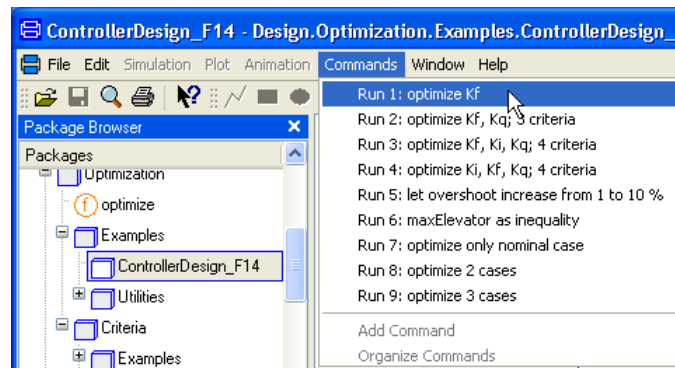 ControllerDesign_F14 - Design.Optimization.Examples.ControllerDesign_
File Edit Simulation Plot Animation Commands Window Help
Package Browser
Packages
Optimization
f optimize
Examples
ControllerDesign_F14
Utilities
Criteria
Examples
Run 1: optimize Kf
Run 2: optimize Kf, Kq; 3 criteria
Run 3: optimize Kf, Ki, Kq; 4 criteria
Run 4: optimize Ki, Kf, Kq; 4 criteria
Run 5: let overshoot increase from 1 to 10 %
Run 6: maxElevator as inequality
Run 7: optimize only nominal case
Run 8: optimize 2 cases
Run 9: optimize 3 cases
Add Command
Organize Commands